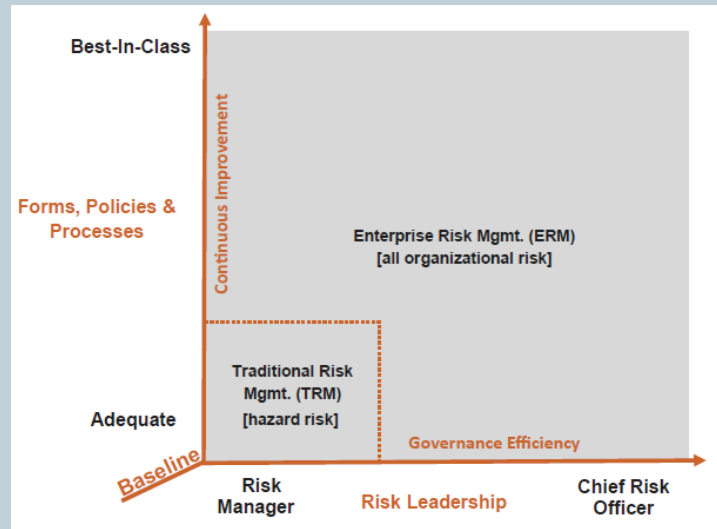 Best-In-Class
Continuous Improvement
Forms, Policies &
Processes
Enterprise Risk Mgmt. (ERM)
[all organizational risk]
Traditional Risk
Mgmt. (TRM)
[hazard risk]
Adequate
Governance Efficiency
Baseline
Risk
Manager
Risk Leadership
Chief Risk
Officer